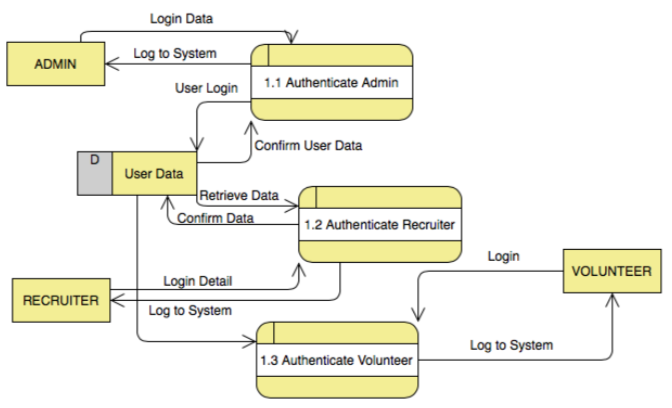 Login Data
ADMIN
Log to System
1.1 Authenticate Admin
User Login
Confirm User Data
D
User Data
Retrieve Data
Confirm Data
1.2 Authenticate Recruiter
Login
VOLUNTEER
Login Detail
RECRUITER
Log to System
Log to System
1.3 Authenticate Volunteer